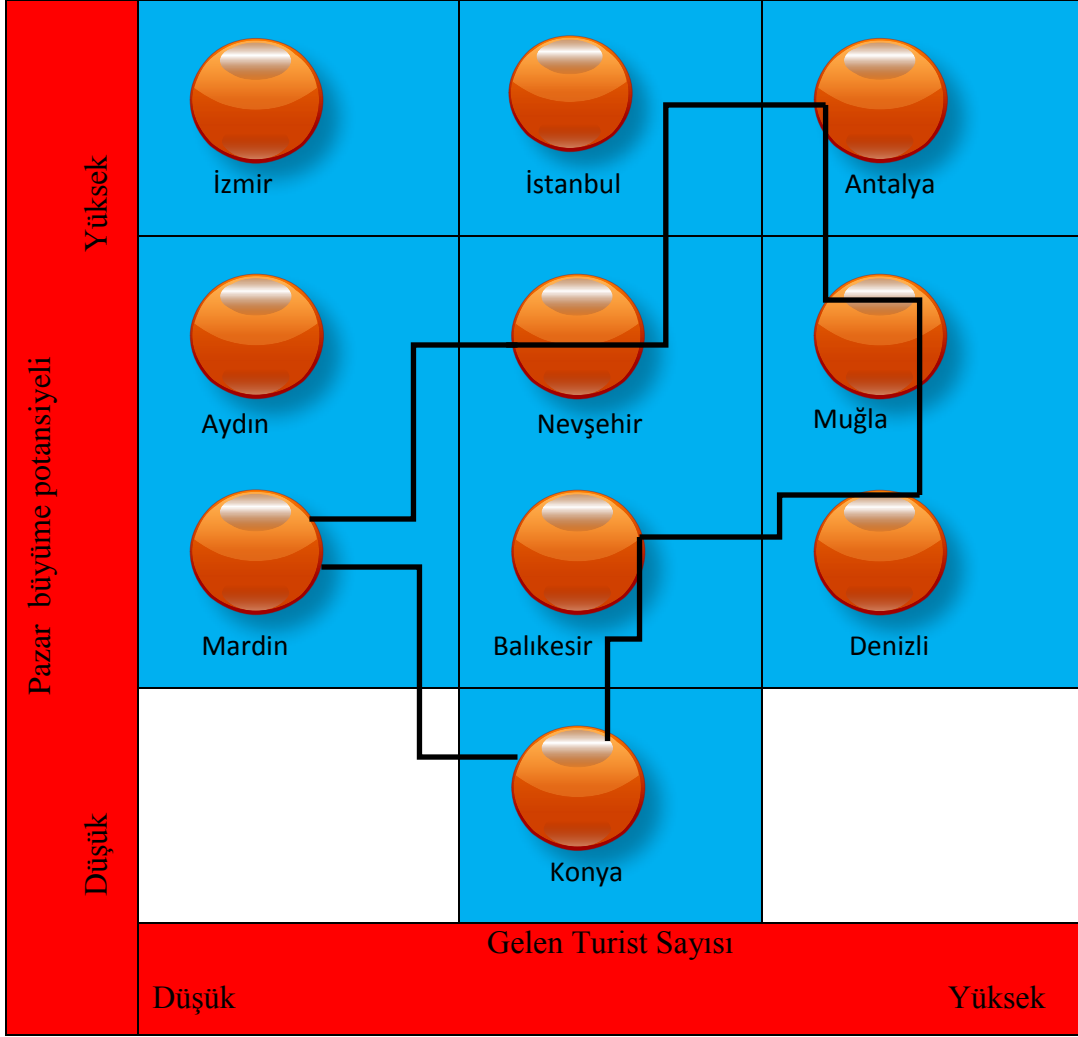 Yüksek
Pazar büyüme potansiyeli
Düşük
İzmir
İstanbul
Antalya
Aydın
Nevşehir
Muğla
Mardin
Balıkesir
Denizli
Konya
Gelen Turist Sayısı
Düşük
Yüksek